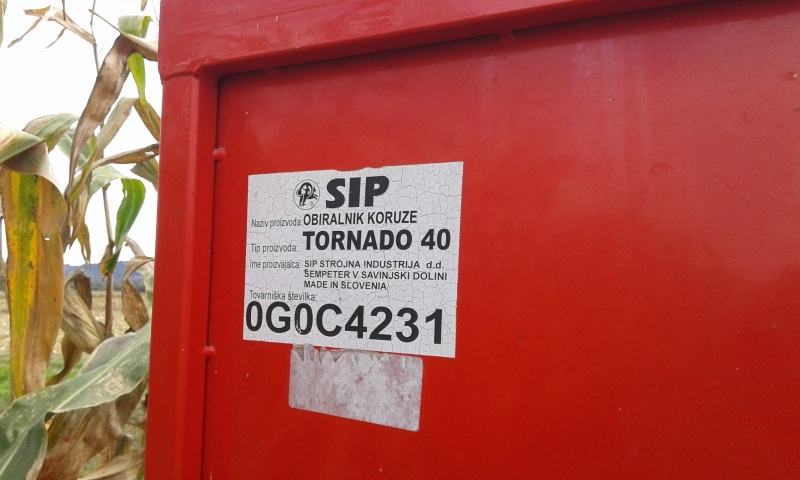 SIP
Naziv proizvoda: OBIRALNIK KORUZE
Tip proizvoda: TORNADO 40
Ime proizvajalca: SIP STROJNA INDUSTRIJA d.d.
ŠEMPETER V SAVINJSKI DOLINI
MADE IN SLOVENIA
Tovarniška številka:
0G0C4231